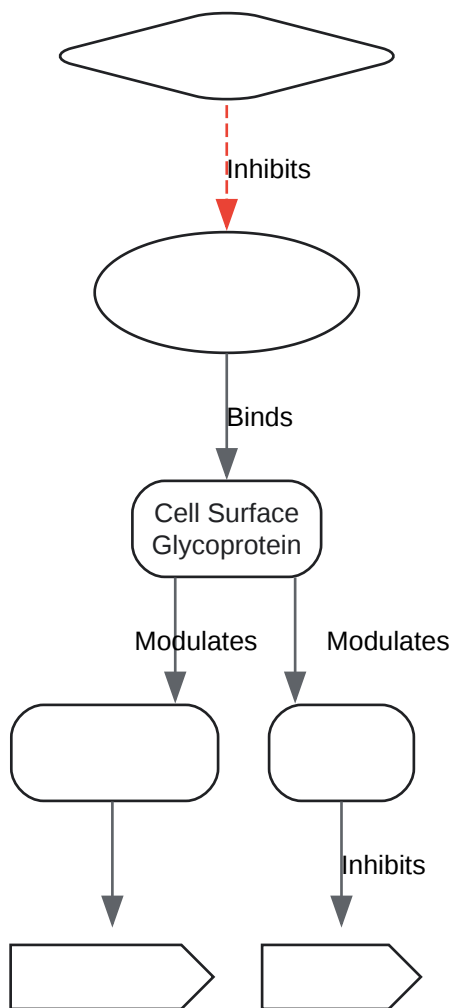 Inhibits
Binds
Cell Surface
Glycoprotein
Modulates
Modulates
Inhibits